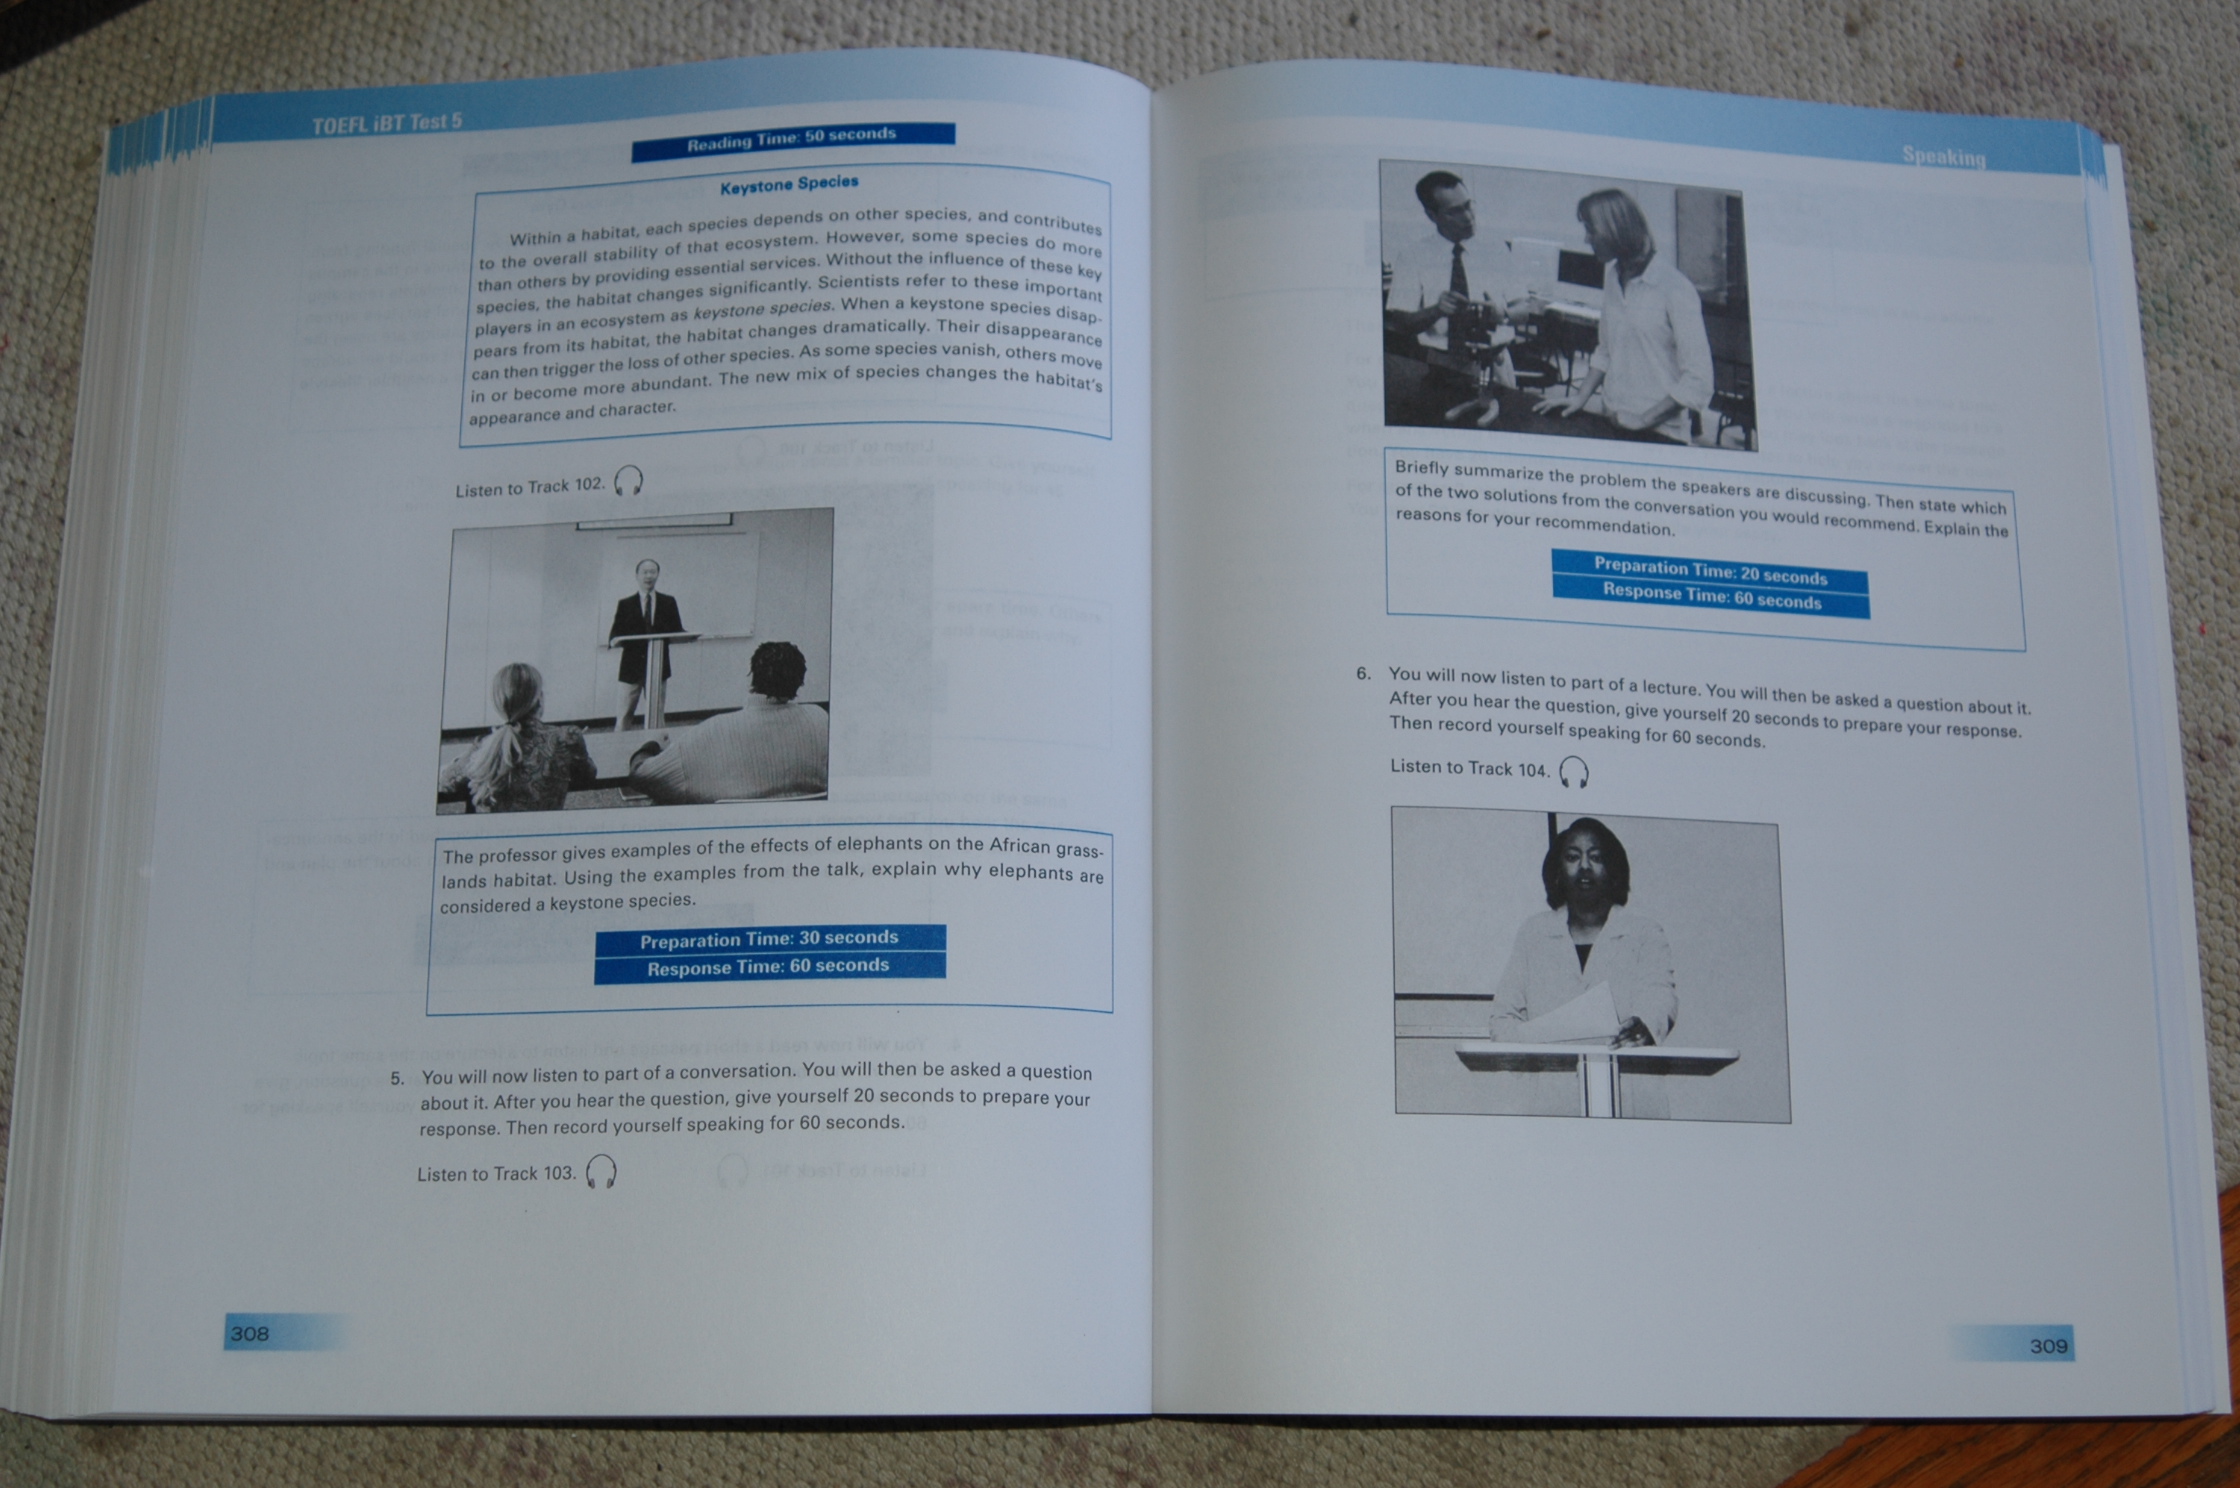 TOEFL iBT Test 5
Reading Time: 50 seconds
Keystone Species
Within a habitat, each species depends on other species, and contributes
to the overall stability of that ecosystem. However, some species do more
than others by providing essential services. Without the influence of these key
species, the habitat changes significantly. Scientists refer to these important
players in an ecosystem as keystone species. When a keystone species disap-
pears from its habitat, the habitat changes dramatically. Their disappearance
can then trigger the loss of other species. As some species vanish, others move
in or become more abundant. The new mix of species changes the habitat's
appearance and character.
Listen to Track 102.
The professor gives examples of the effects of elephants on the African grass-
lands habitat. Using the examples from the talk, explain why elephants are
considered a keystone species.
Preparation Time: 30 seconds
Response Time: 60 seconds
5. You will now listen to part of a conversation. You will then be asked a question
about it. After you hear the question, give yourself 20 seconds to prepare your
response. Then record yourself speaking for 60 seconds.
Listen to Track 103.
308
Speaking
Briefly summarize the problem the speakers are discussing. Then state which
of the two solutions from the conversation you would recommend. Explain the
reasons for your recommendation.
Preparation Time: 20 seconds
Response Time: 60 seconds
6. You will now listen to part of a lecture. You will then be asked a question about it.
After you hear the question, give yourself 20 seconds to prepare your response.
Then record yourself speaking for 60 seconds.
Listen to Track 104.
309